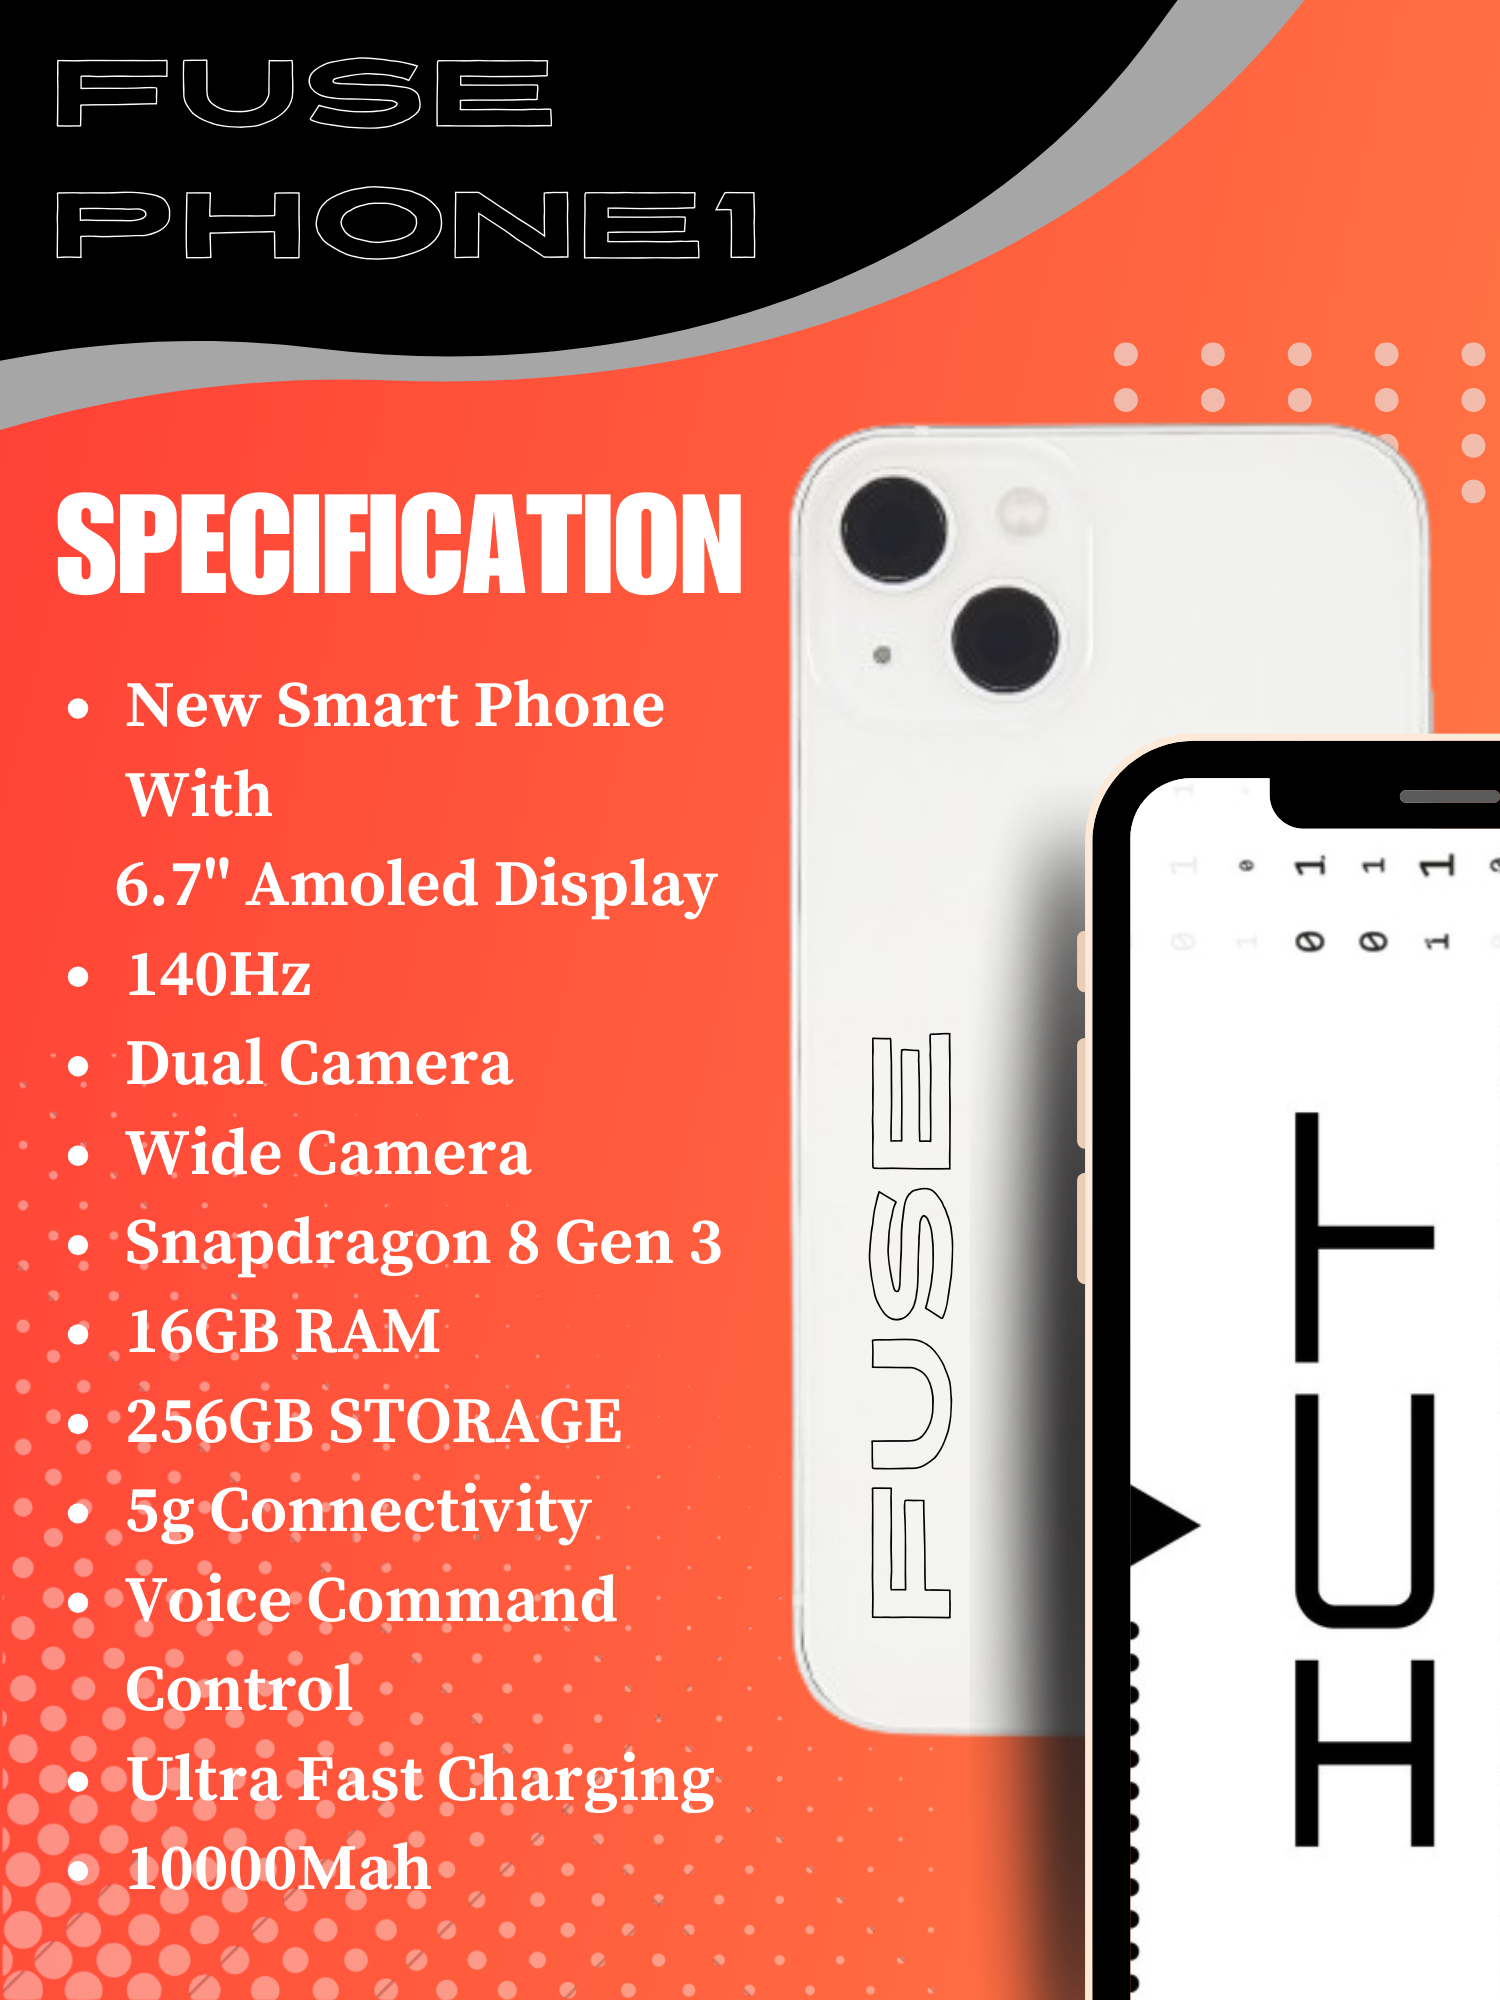 FUSE
PHONE1
SPECIFICATION
• New Smart Phone
With
6.7" Amoled Display
• 140Hz
• Dual Camera
• Wide Camera
• Snapdragon 8 Gen 3
• 16GB RAM
• 256GB STORAGE
• 5g Connectivity
• Voice Command
Control
• Ultra Fast Charging
• 10000Mah
FUSE